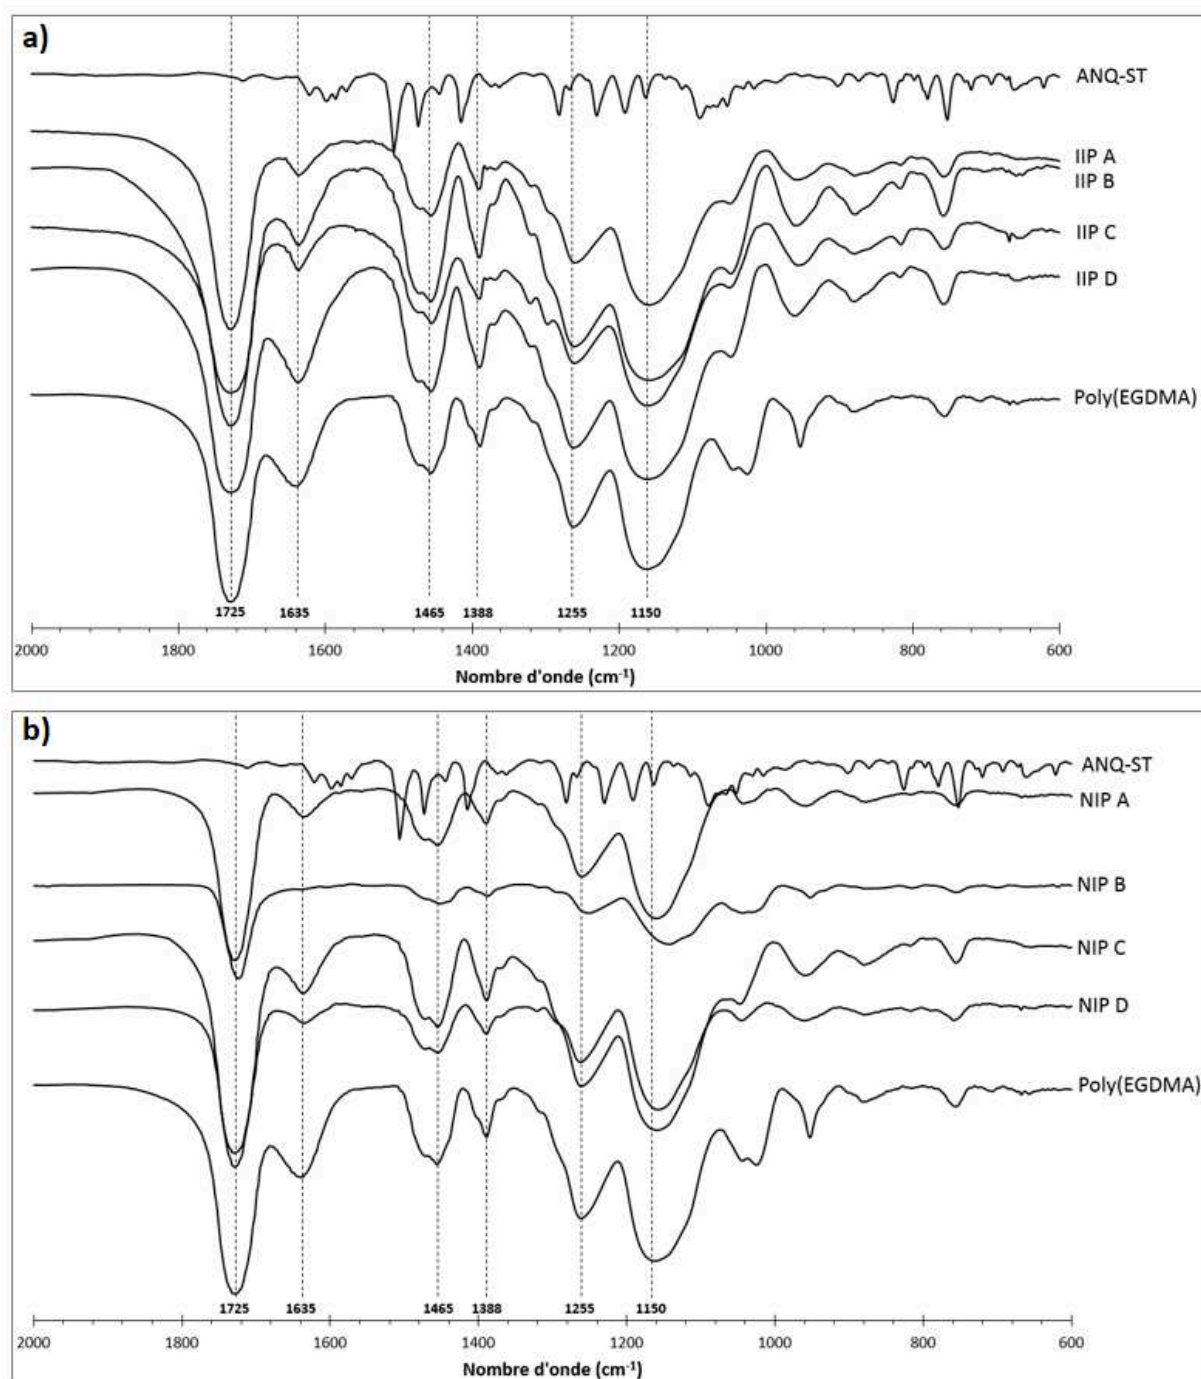 a)
ANQ-ST
IIP A
IIP B
IIP C
IIP D
Poly(EGDMA)
1725 1635 1465 1388 1255 1150
2000 1800 1600 1400 1200 1000 800 600
Nombre d'onde (cm⁻¹)
b)
ANQ-ST
NIP A
NIP B
NIP C
NIP D
Poly(EGDMA)
1725 1635 1465 1388 1255 1150
2000 1800 1600 1400 1200 1000 800 600
Nombre d'onde (cm⁻¹)